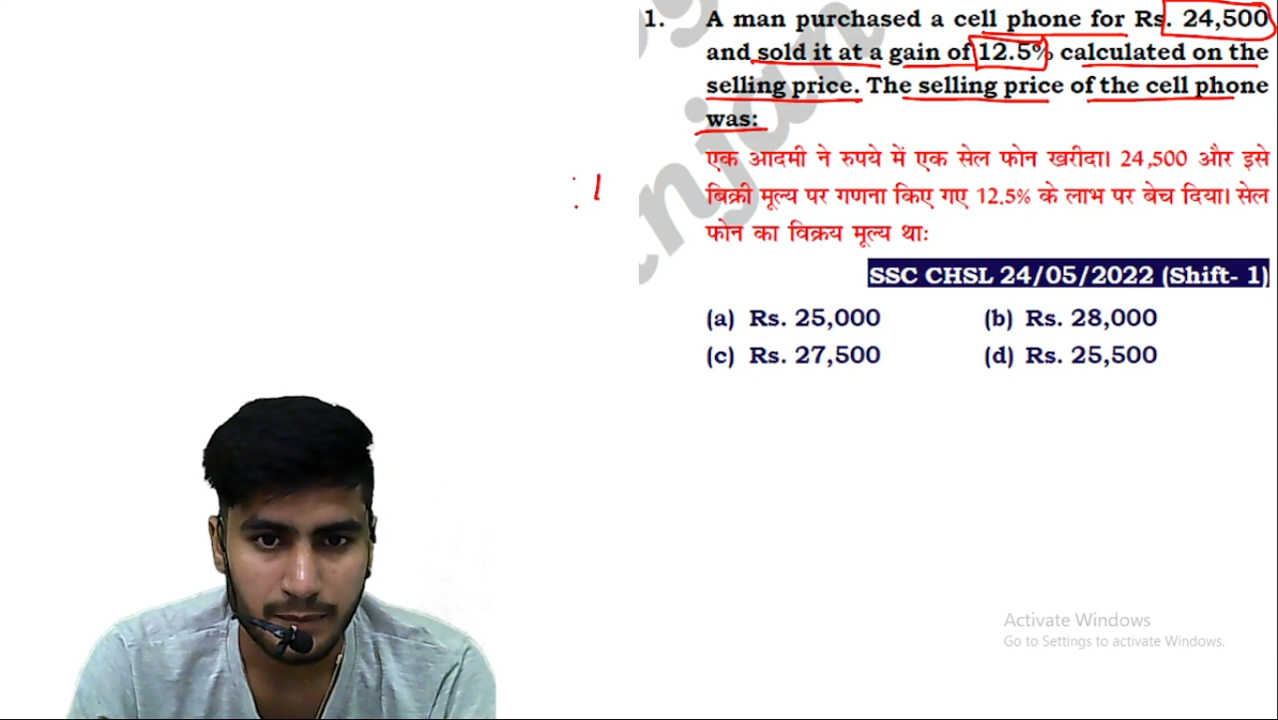 1. A man purchased a cell phone for Rs. 24,500
and sold it at a gain of 12.5% calculated on the
selling price. The selling price of the cell phone
was:
एक आदमी ने रुपये में एक सेल फोन खरीदा। 24,500 और इसे
बिक्री मूल्य पर गणना किए गए 12.5% के लाभ पर बेच दिया। सेल
फोन का विक्रय मूल्य थाः
SSC CHSL 24/05/2022 (Shift- 1)
(a) Rs. 25,000 (b) Rs. 28,000
(c) Rs. 27,500 (d) Rs. 25,500
Activate Windows
Go to Settings to activate Windows.